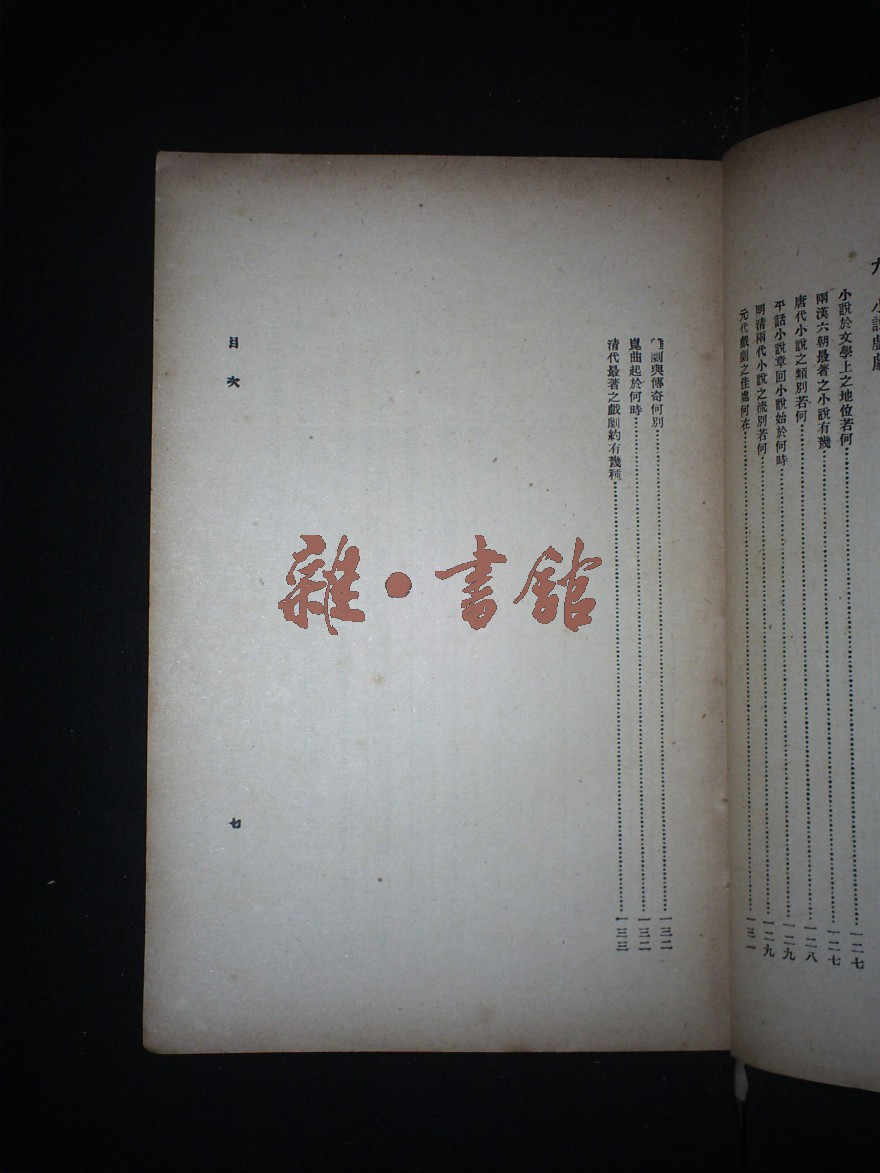 小說戲劇
小說於文學上之地位若何……一二七
兩漢六朝最著之小說有幾……一二七
唐代小說之類別若何……一二八
平話小說章回小說始於何時……一二九
明清兩代小說之流別若何……一二九
元代戲劇之佳處何在……一三一
劇與傳奇何別……一三二
崑曲起於何時……一三二
清代最著之戲劇約有幾種……一三三
目次
七
雜·書館